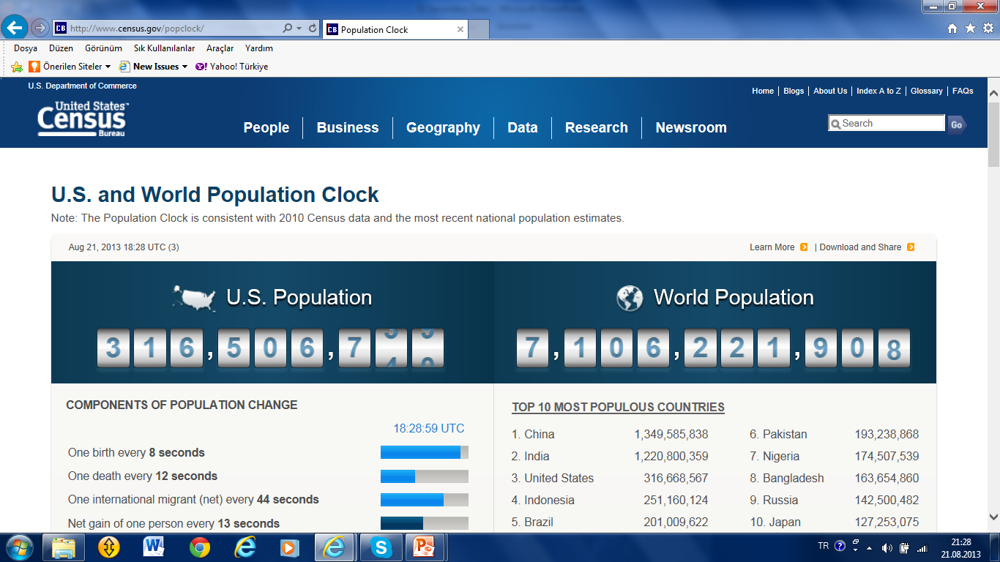 http://www.census.gov/popclock/
Population Clock
Dosya Düzen Görünüm Sık Kullanılanlar Araçlar Yardım
Önerilen Siteler New Issues Yahoo! Türkiye
U.S. Department of Commerce
Home | Blogs | About Us | Index A to Z | Glossary | FAQs
United States™
Census
Bureau
People Business Geography Data Research Newsroom
Search Go
U.S. and World Population Clock
Note: The Population Clock is consistent with 2010 Census data and the most recent national population estimates.
Aug 21, 2013 18:28 UTC (3) Learn More | Download and Share
U.S. Population
316,506,7
World Population
7,106,221,908
COMPONENTS OF POPULATION CHANGE
18:28:59 UTC
One birth every 8 seconds
One death every 12 seconds
One international migrant (net) every 44 seconds
Net gain of one person every 13 seconds
TOP 10 MOST POPULOUS COUNTRIES
1. China 1,349,585,838
2. India 1,220,800,359
3. United States 316,668,567
4. Indonesia 251,160,124
5. Brazil 201,009,622
6. Pakistan 193,238,868
7. Nigeria 174,507,539
8. Bangladesh 163,654,860
9. Russia 142,500,482
10. Japan 127,253,075
TR 21:28
21.08.2013